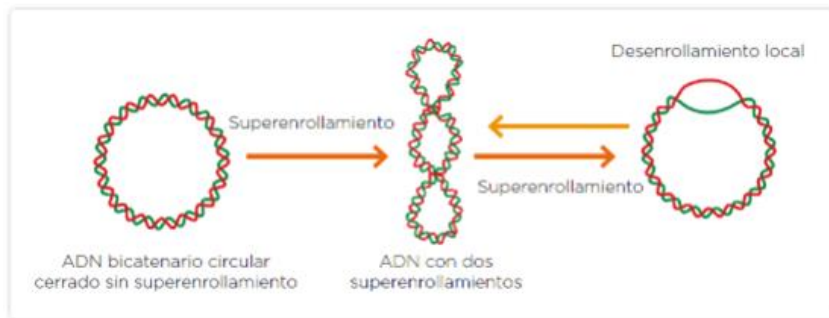 Desenrollamiento local
Superenrollamiento
Superenrollamiento
ADN bicatenario circular
cerrado sin superenrollamiento
ADN con dos
superenrollamientos